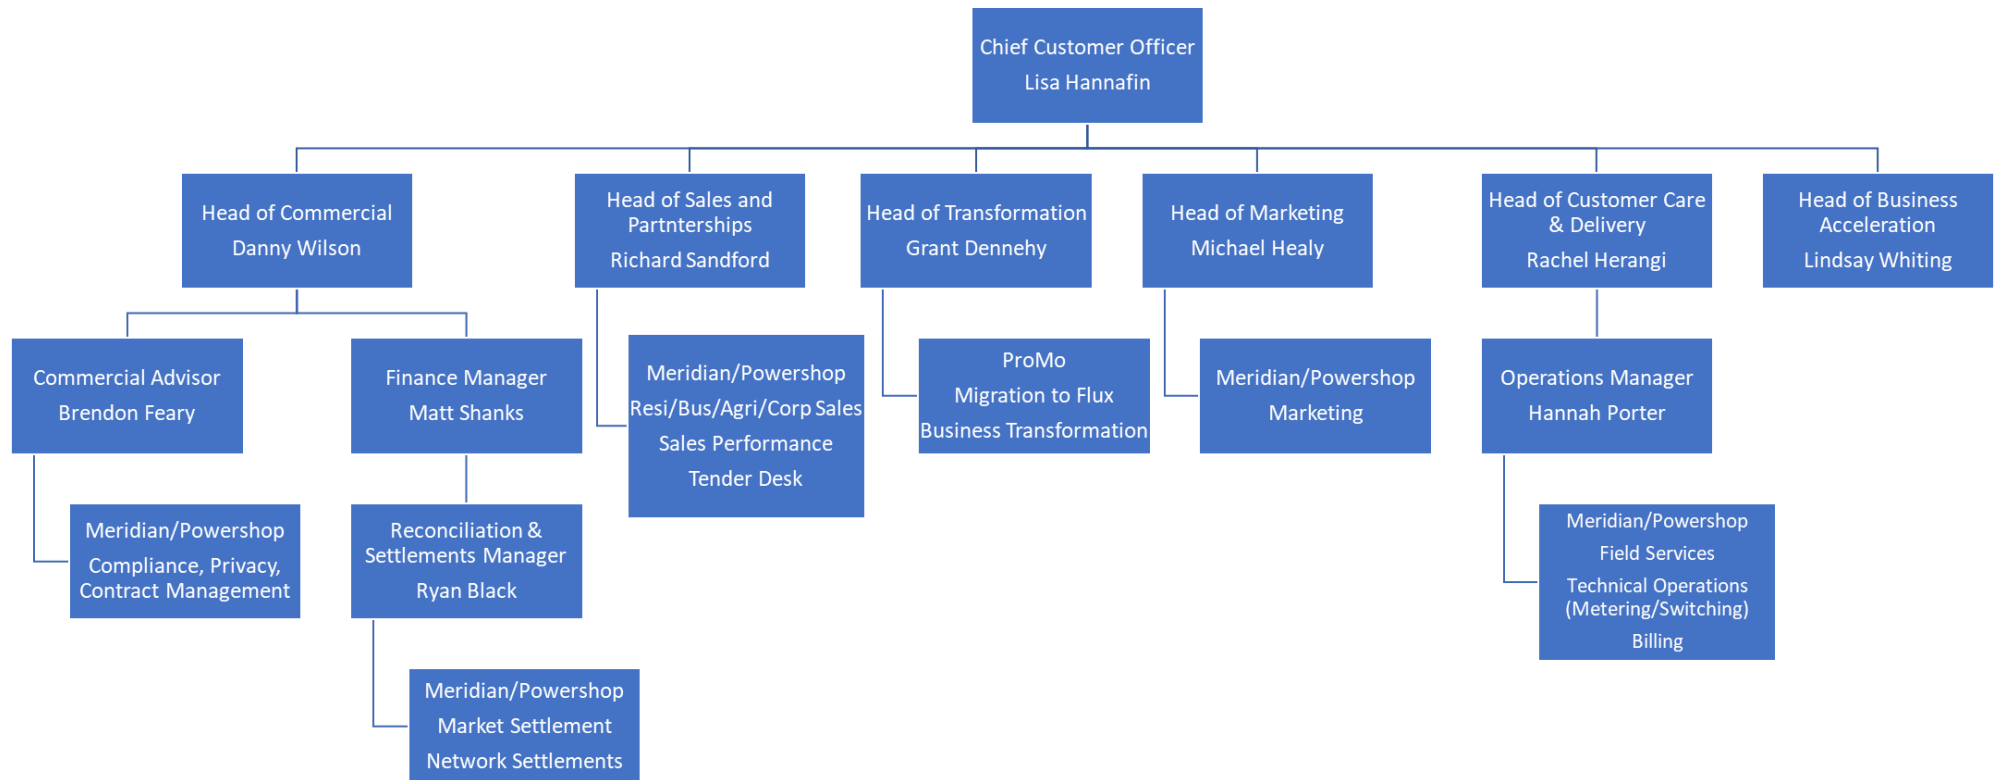 Chief Customer Officer
Lisa Hannafin
Head of Commercial
Danny Wilson
Head of Sales and
Partnterships
Richard Sandford
Head of Transformation
Grant Dennehy
Head of Marketing
Michael Healy
Head of Customer Care
& Delivery
Rachel Herangi
Head of Business
Acceleration
Lindsay Whiting
Commercial Advisor
Brendon Feary
Finance Manager
Matt Shanks
Meridian/Powershop
Resi/Bus/Agri/Corp Sales
Sales Performance
Tender Desk
ProMo
Migration to Flux
Business Transformation
Meridian/Powershop
Marketing
Operations Manager
Hannah Porter
Meridian/Powershop
Compliance, Privacy,
Contract Management
Reconciliation &
Settlements Manager
Ryan Black
Meridian/Powershop
Field Services
Technical Operations
(Metering/Switching)
Billing
Meridian/Powershop
Market Settlement
Network Settlements